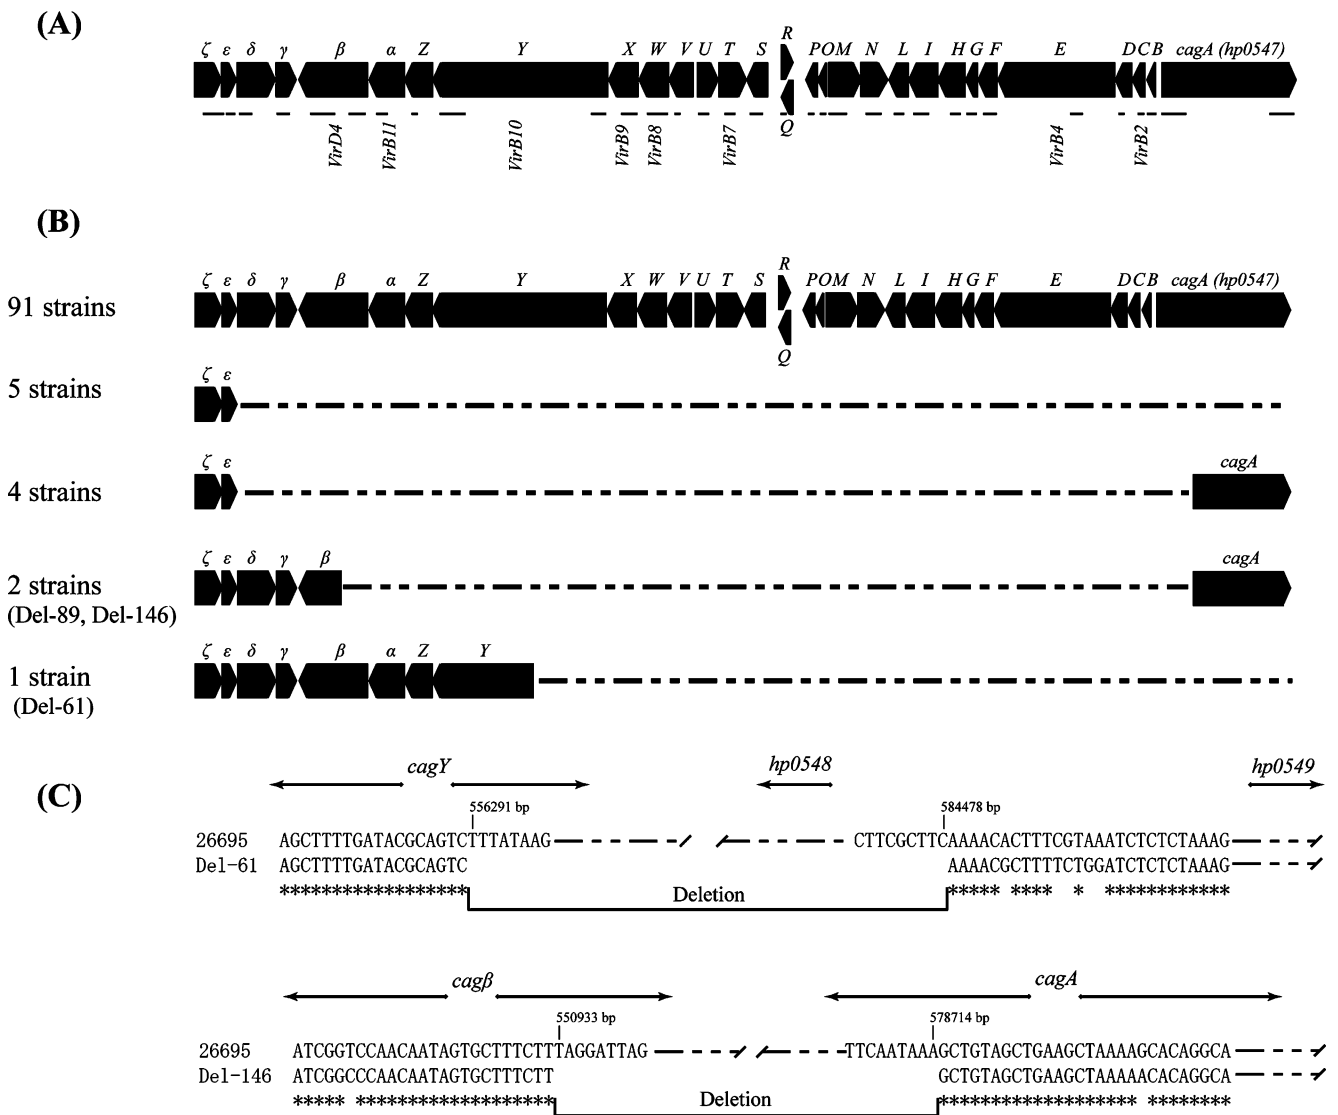 (A)
R
ζ ε δ γ β α Z Y X W V U T S P O M N L I H G F E D C B cagA (hp0547)
Q
VirD4 VirB11 VirB10 VirB9 VirB8 VirB7 VirB4 VirB2
(B)
R
ζ ε δ γ β α Z Y X W V U T S P O M N L I H G F E D C B cagA (hp0547)
91 strains
Q
ζ ε
5 strains
ζ ε cagA
4 strains
ζ ε δ γ β cagA
2 strains
(Del-89, Del-146)
ζ ε δ γ β α Z Y
1 strain
(Del-61)
(C)
cagY hp0548 hp0549
556291 bp 584478 bp
26695 AGCTTTTGATACGCAGTCTTTATAAG CTTCGCTTCAAAACACTTTCGTAAATCTCTCTAAAG
Del-61 AGCTTTTGATACGCAGTC AAAACGCTTTTCTGGATCTCTCTAAAG
****************** ***** **** * ************
Deletion
cagβ cagA
550933 bp 578714 bp
26695 ATCGGTCCAACAATAGTGCTTTCTTTAGGATTAG TTCAATAAAGCTGTAGCTGAAGCTAAAAGCACAGGCA
Del-146 ATCGGCCCAACAATAGTGCTTTCTT GCTGTAGCTGAAGCTAAAAACACAGGCA
***** ******************* ******************* ********
Deletion